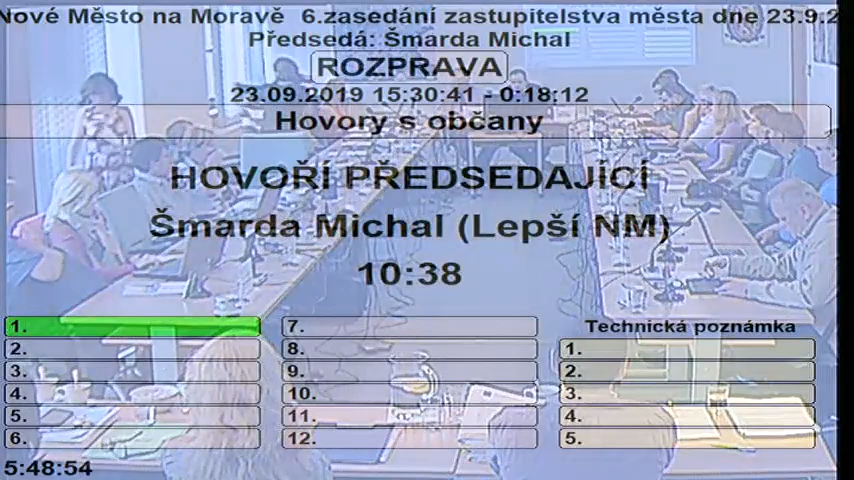 Nové Město na Moravě 6.zasedání zastupitelstva města dne 23.9.2
Předsedá: Šmarda Michal
ROZPRAVA
23.09.2019 15:30:41 - 0:18:12
Hovory s občany
HOVOŘÍ PŘEDSEDAJÍCÍ
Šmarda Michal (Lepší NM)
10:38
1.
2.
3.
4.
5.
6.
7.
8.
9.
10.
11.
12.
Technická poznámka
1.
2.
3.
4.
5.
5:48:54